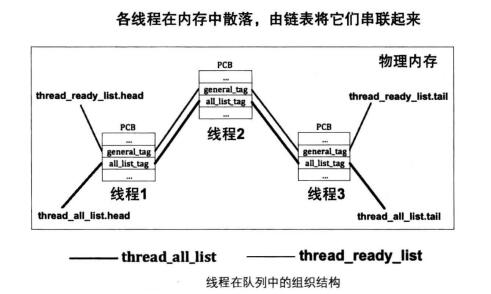 各线程在内存中散落，由链表将它们串联起来
物理内存
PCB
...
general_tag
all_list_tag
...
线程2
thread_ready_list.head
thread_ready_list.tail
PCB
...
general_tag
all_list_tag
...
线程1
PCB
...
general_tag
all_list_tag
...
线程3
thread_all_list.head
thread_all_list.tail
thread_all_list
thread_ready_list
线程在队列中的组织结构